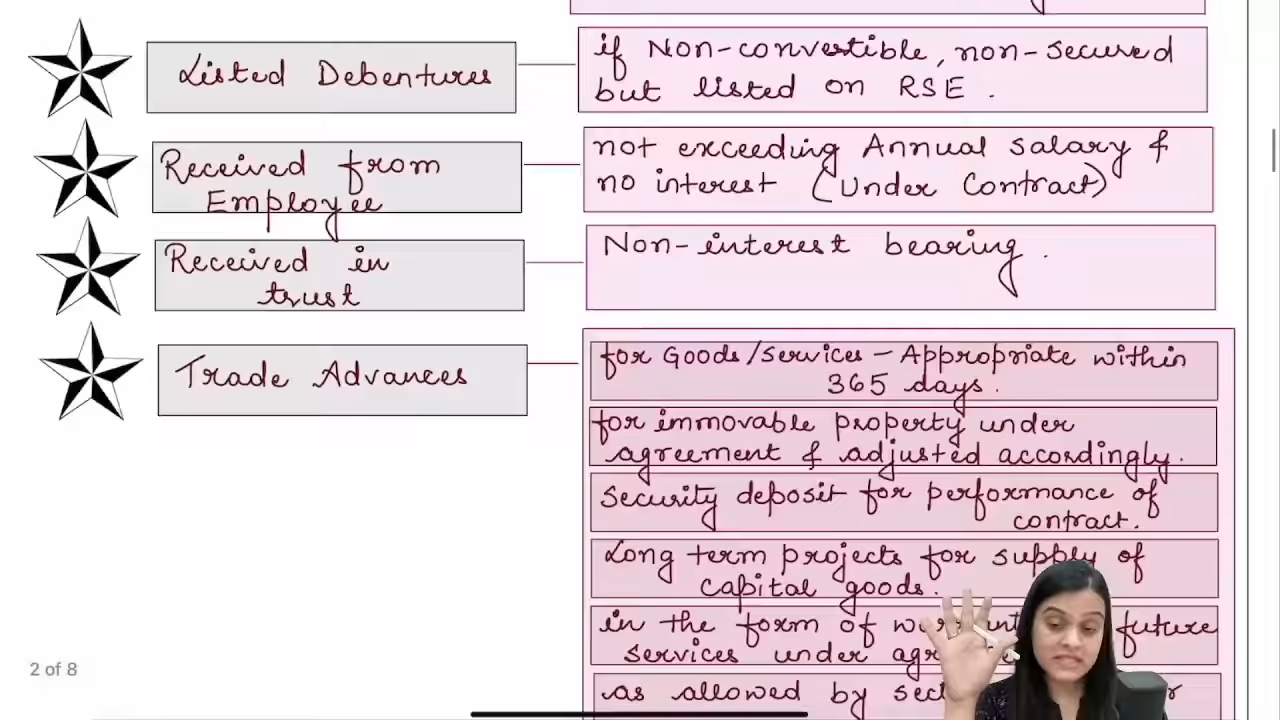 Listed Debentures
if Non-convertible, non-secured
but listed on RSE .
Received from
Employee
not exceeding Annual salary &
no interest (Under Contract)
Received in
trust
Non-interest bearing .
Trade Advances
for Goods/Services - Appropriate within
365 days.
for immovable property under
agreement & adjusted accordingly.
Security deposit for performance of
contract.
Long term projects for supply of
capital goods.
in the form of future
services under
as allowed by
2 of 8